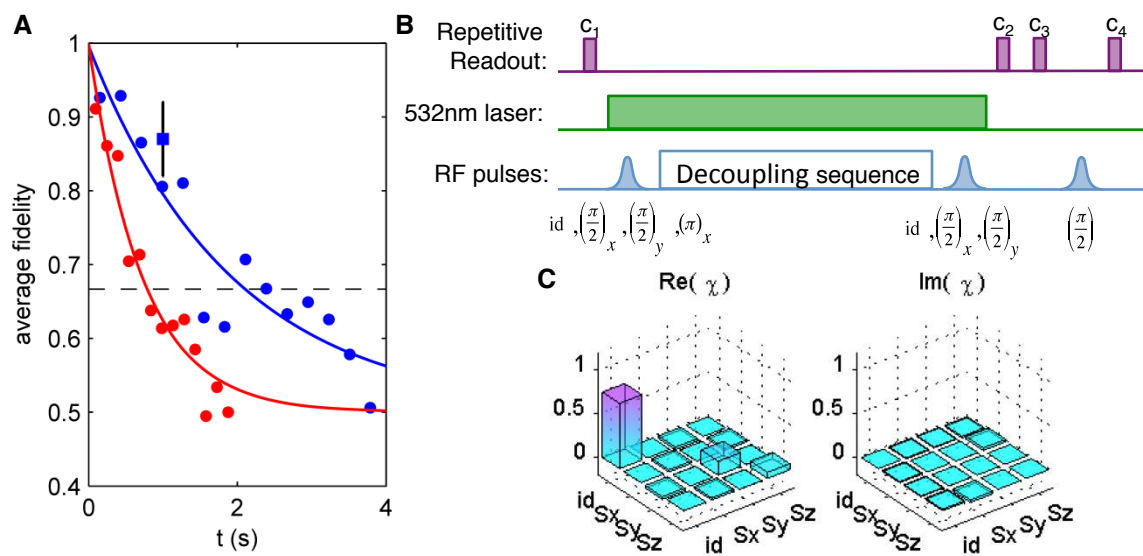 A
1
0.9
0.8
0.7
0.6
0.5
0.4
average fidelity
0
2
4
t (s)
B
Repetitive
Readout:
c₁
c₂
c₃
c₄
532nm laser:
RF pulses:
Decoupling sequence
id ,(π/2)ₓ ,(π/2)ᵧ ,(π)ₓ
id ,(π/2)ₓ ,(π/2)ᵧ
(π/2)
C
Re( χ )
1
0.5
0
id Sx Sy Sz
id Sx Sy Sz
Im( χ )
1
0.5
0
id Sx Sy Sz
id Sx Sy Sz